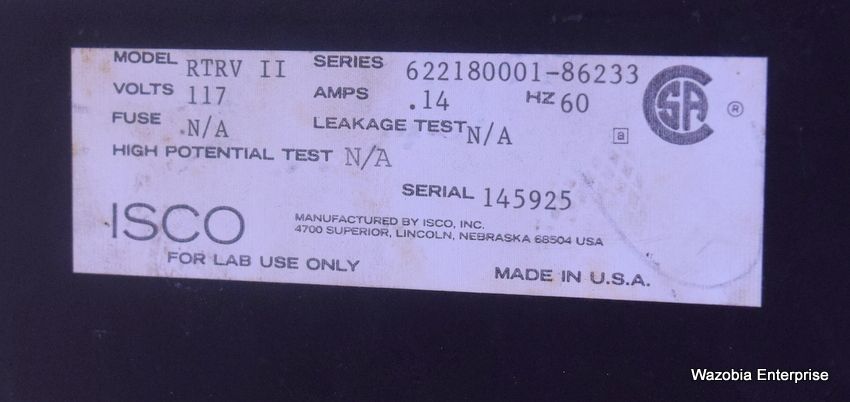 MODEL RTRV II SERIES 622180001-86233
VOLTS 117 AMPS .14 HZ 60
FUSE .N/A LEAKAGE TEST N/A a
HIGH POTENTIAL TEST N/A
SERIAL 145925
CSA ®
ISCO
MANUFACTURED BY ISCO, INC.
4700 SUPERIOR, LINCOLN, NEBRASKA 68504 USA
FOR LAB USE ONLY
MADE IN U.S.A.
Wazobia Enterprise